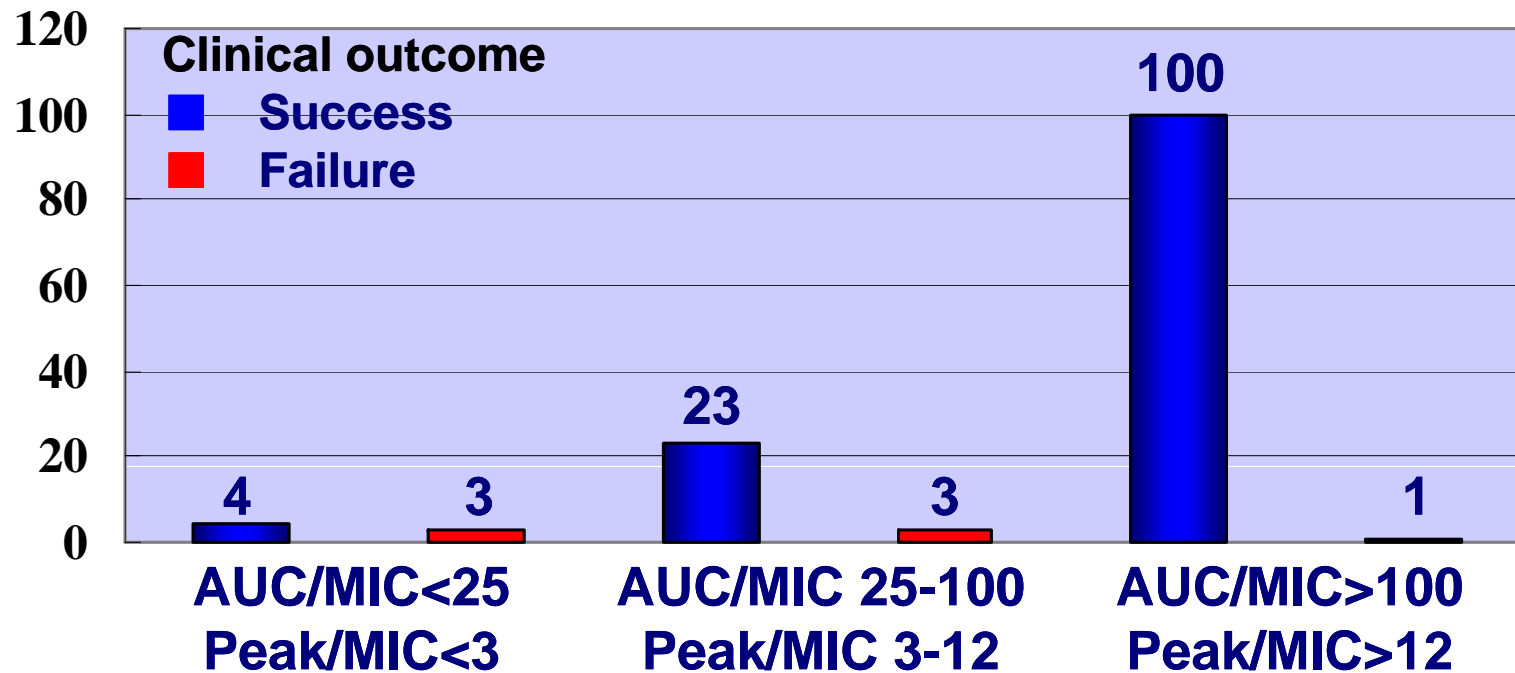 120
100
80
60
40
20
0
Clinical outcome
Success
Failure
4
3
23
3
100
1
AUC/MIC<25
Peak/MIC<3
AUC/MIC 25-100
Peak/MIC 3-12
AUC/MIC>100
Peak/MIC>12